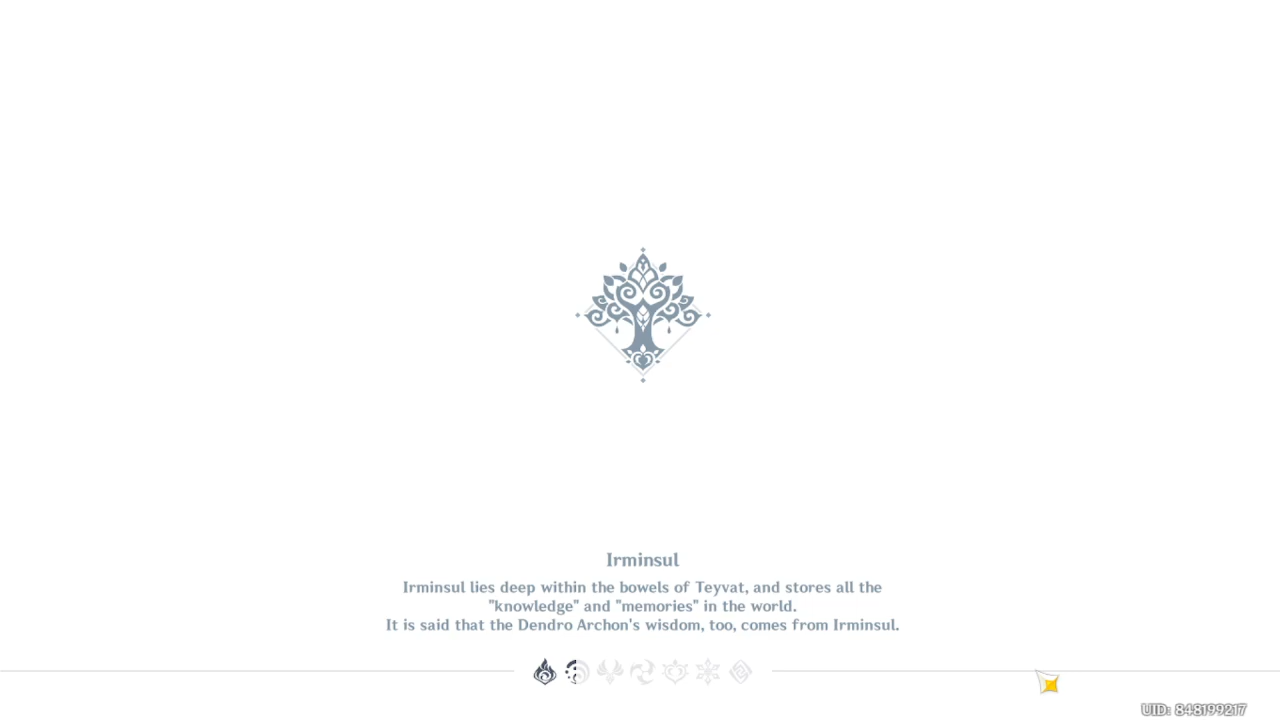 Irminsul
Irminsul lies deep within the bowels of Teyvat, and stores all the
"knowledge" and "memories" in the world.
It is said that the Dendro Archon's wisdom, too, comes from Irminsul.
UID: 848199217